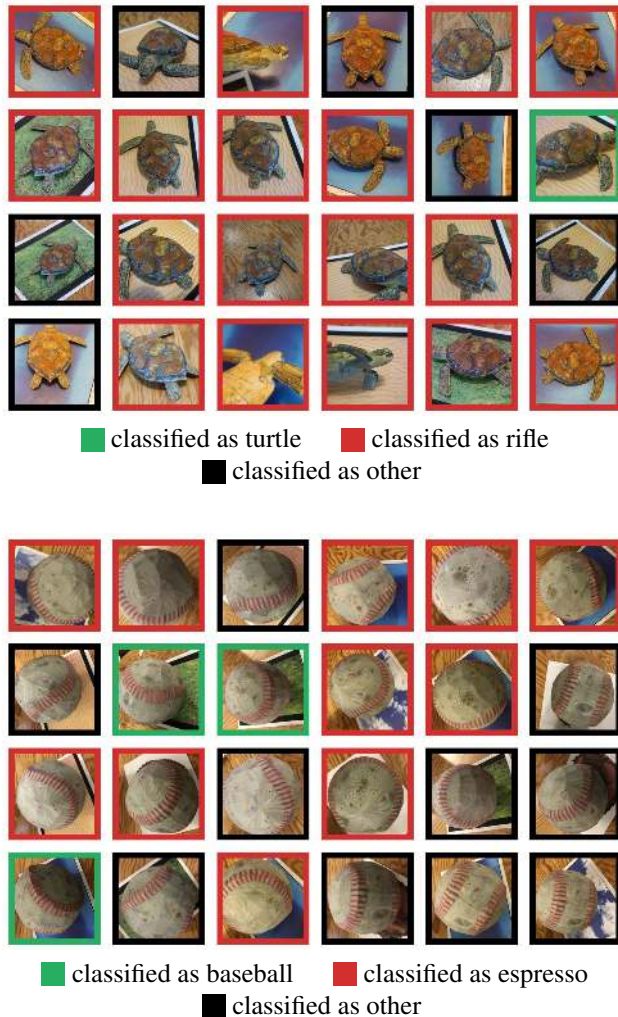 classified as turtle classified as rifle
classified as other
classified as baseball classified as espresso
classified as other